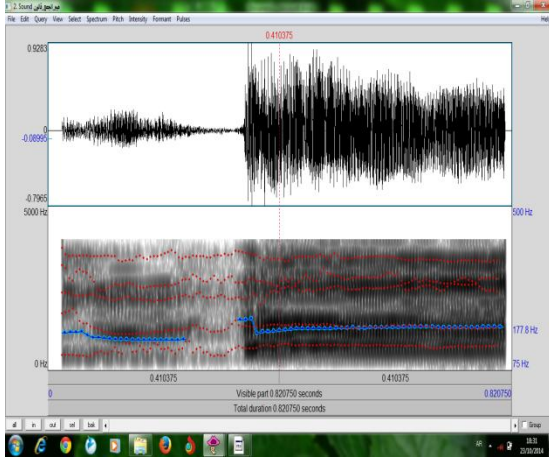 2. Sound
File Edit Query View Select Spectrum Pitch Intensity Formant Pulses Hel
0.410375
0.9283
0
-0.08995
-0.7965
5000 Hz 500 Hz
177.8 Hz
0 Hz 75 Hz
0.410375 0.410375
0 Visible part 0.820750 seconds 0.820750
Total duration 0.820750 seconds
all in out sel bak Group
AR 18:31
23/10/2014